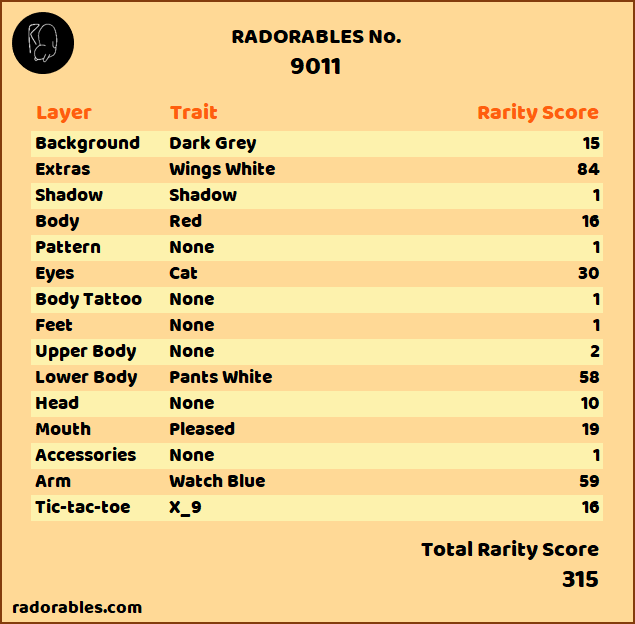 RADORABLES No.
9011
Layer Trait Rarity Score
Background Dark Grey 15
Extras Wings White 84
Shadow Shadow 1
Body Red 16
Pattern None 1
Eyes Cat 30
Body Tattoo None 1
Feet None 1
Upper Body None 2
Lower Body Pants White 58
Head None 10
Mouth Pleased 19
Accessories None 1
Arm Watch Blue 59
Tic-tac-toe X_9 16
Total Rarity Score
315
radorables.com